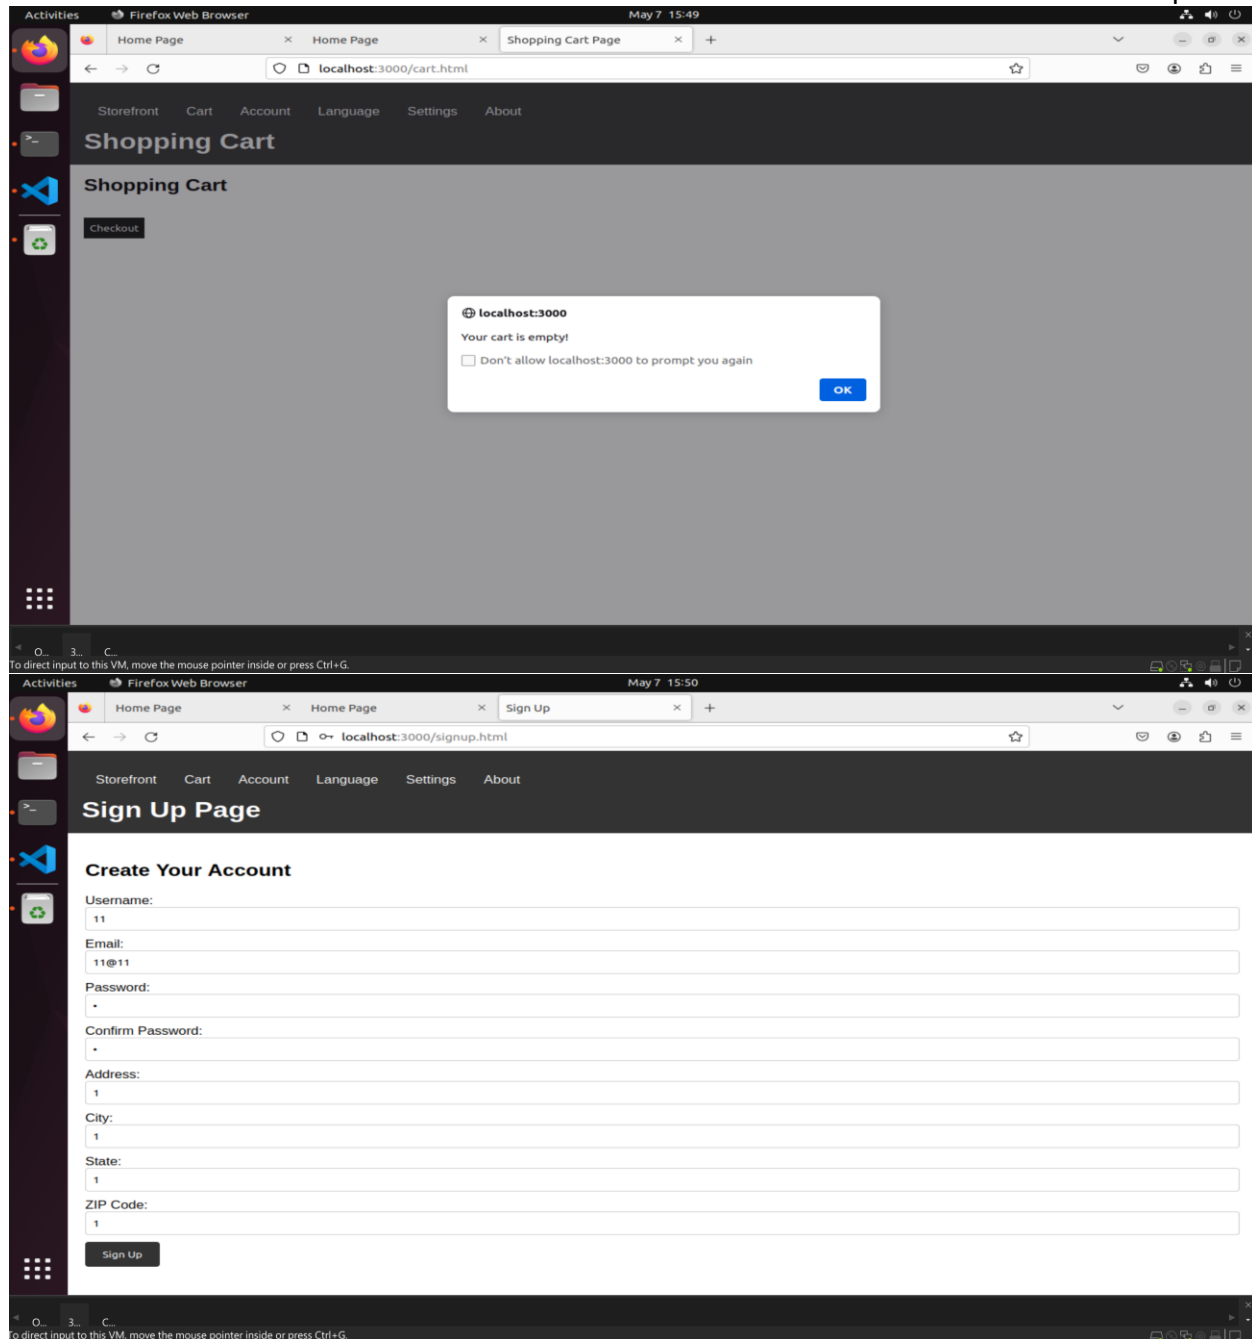 Activities Firefox Web Browser May 7 15:49
Home Page × Home Page × Shopping Cart Page × +
localhost:3000/cart.html
Storefront Cart Account Language Settings About
Shopping Cart
Shopping Cart
Checkout
localhost:3000
Your cart is empty!
Don't allow localhost:3000 to prompt you again
OK
O... 3... C...
To direct input to this VM, move the mouse pointer inside or press Ctrl+G.
Activities Firefox Web Browser May 7 15:50
Home Page × Home Page × Sign Up × +
localhost:3000/signup.html
Storefront Cart Account Language Settings About
Sign Up Page
Create Your Account
Username:
11
Email:
11@11
Password:
•
Confirm Password:
•
Address:
1
City:
1
State:
1
ZIP Code:
1
Sign Up
O... 3... C...
To direct input to this VM, move the mouse pointer inside or press Ctrl+G.